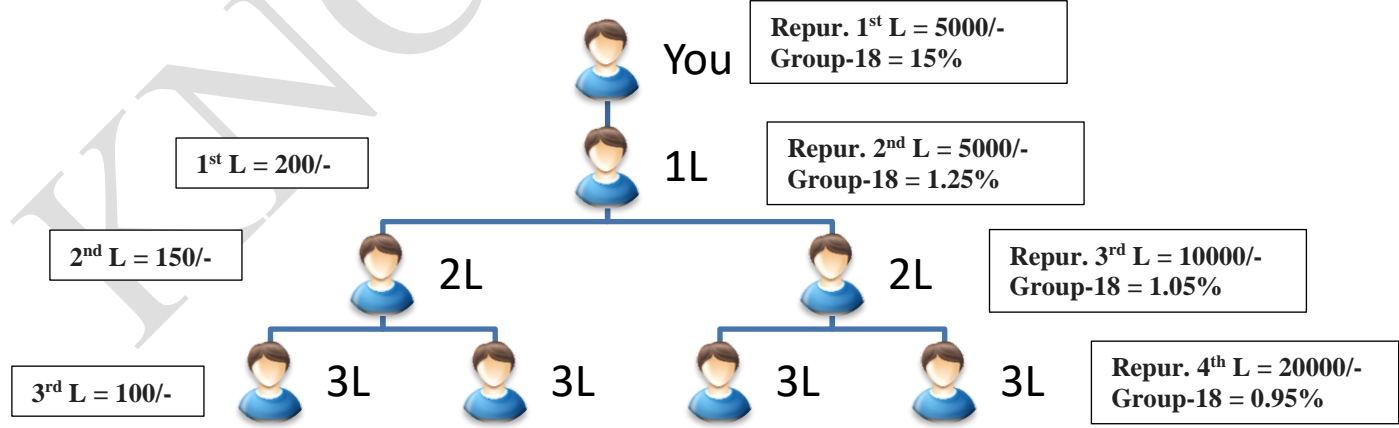 Repur. 1st L = 5000/-
Group-18 = 15%
You
1st L = 200/-
1L
Repur. 2nd L = 5000/-
Group-18 = 1.25%
2nd L = 150/-
2L
2L
Repur. 3rd L = 10000/-
Group-18 = 1.05%
3rd L = 100/-
3L
3L
3L
3L
Repur. 4th L = 20000/-
Group-18 = 0.95%